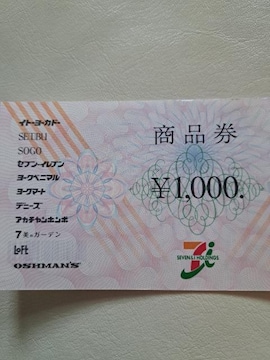 イトーヨーカドー
SEIBU
SOGO
セブン-イレブン
ヨークベニマル
ヨークマート
デニーズ
アカチャンホンポ
7美のガーデン
Loft
OSHMAN'S
商品券
¥1,000.
SEVEN & I HOLDINGS